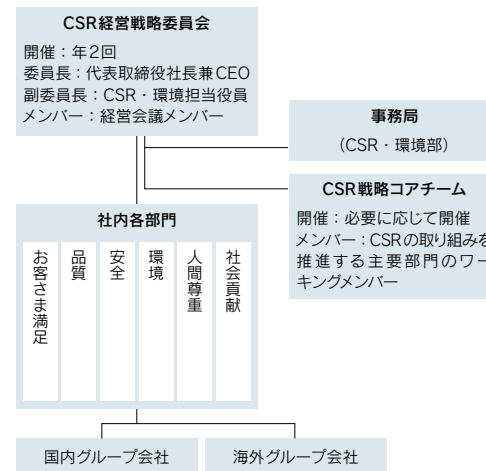 CSR経営戦略委員会
開催：年2回
委員長：代表取締役社長兼CEO
副委員長：CSR・環境担当役員
メンバー：経営会議メンバー
事務局
（CSR・環境部）
CSR戦略コアチーム
開催：必要に応じて開催
メンバー：CSRの取り組みを
推進する主要部門のワー
キングメンバー
社内各部門
お客さま満足
品質
安全
環境
人間尊重
社会貢献
国内グループ会社
海外グループ会社